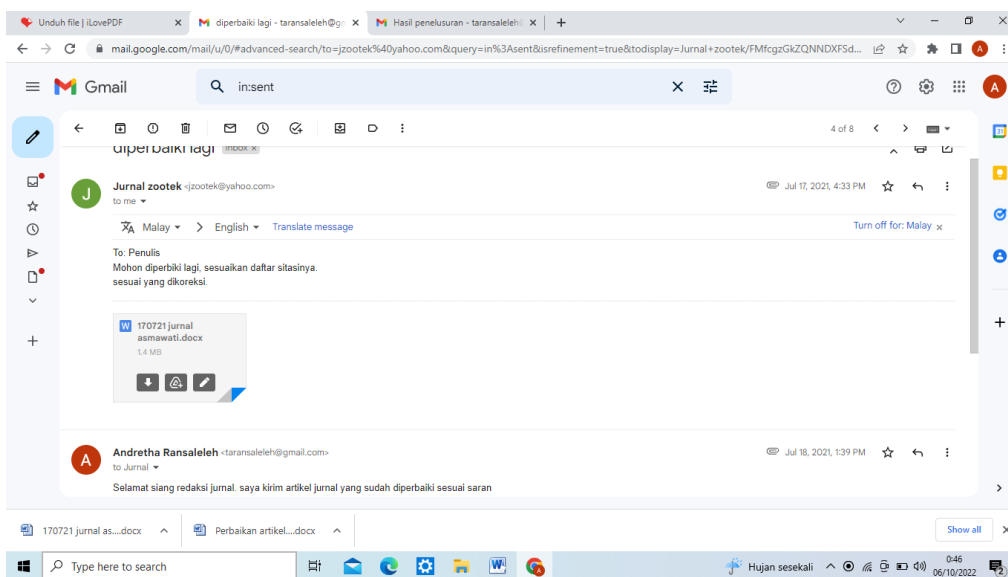 Unduh file | iLovePDF
diperbaiki lagi - taransaleleh@gm
Hasil penelusuran - taransaleleh@
mail.google.com/mail/u/0/#advanced-search/to=jzootek%40yahoo.com&query=in%3Asent&isrefinement=true&todisplay=Jurnal+zootek/FMfcgzGkZQNNDXFSd...
A
Gmail
in:sent
A
4 of 8
diperbaiki lagi
Inbox x
Jurnal zootek <jzootek@yahoo.com>
Jul 17, 2021, 4:33 PM
J
to me
Malay > English Translate message
Turn off for: Malay x
To: Penulis
Mohon diperbiki lagi, sesuaikan daftar sitasinya.
sesuai yang dikoreksi.
W 170721 jurnal
asmawati.docx
1.4 MB
Andretha Ransaleleh <taransaleleh@gmail.com>
Jul 18, 2021, 1:39 PM
A
to Jurnal
Selamat siang redaksi jurnal. saya kirim artikel jurnal yang sudah diperbaiki sesuai saran
31
170721 jurnal as....docx
Perbaikan artikel....docx
Show all
Type here to search
Hujan sesekali
0:46
06/10/2022
2